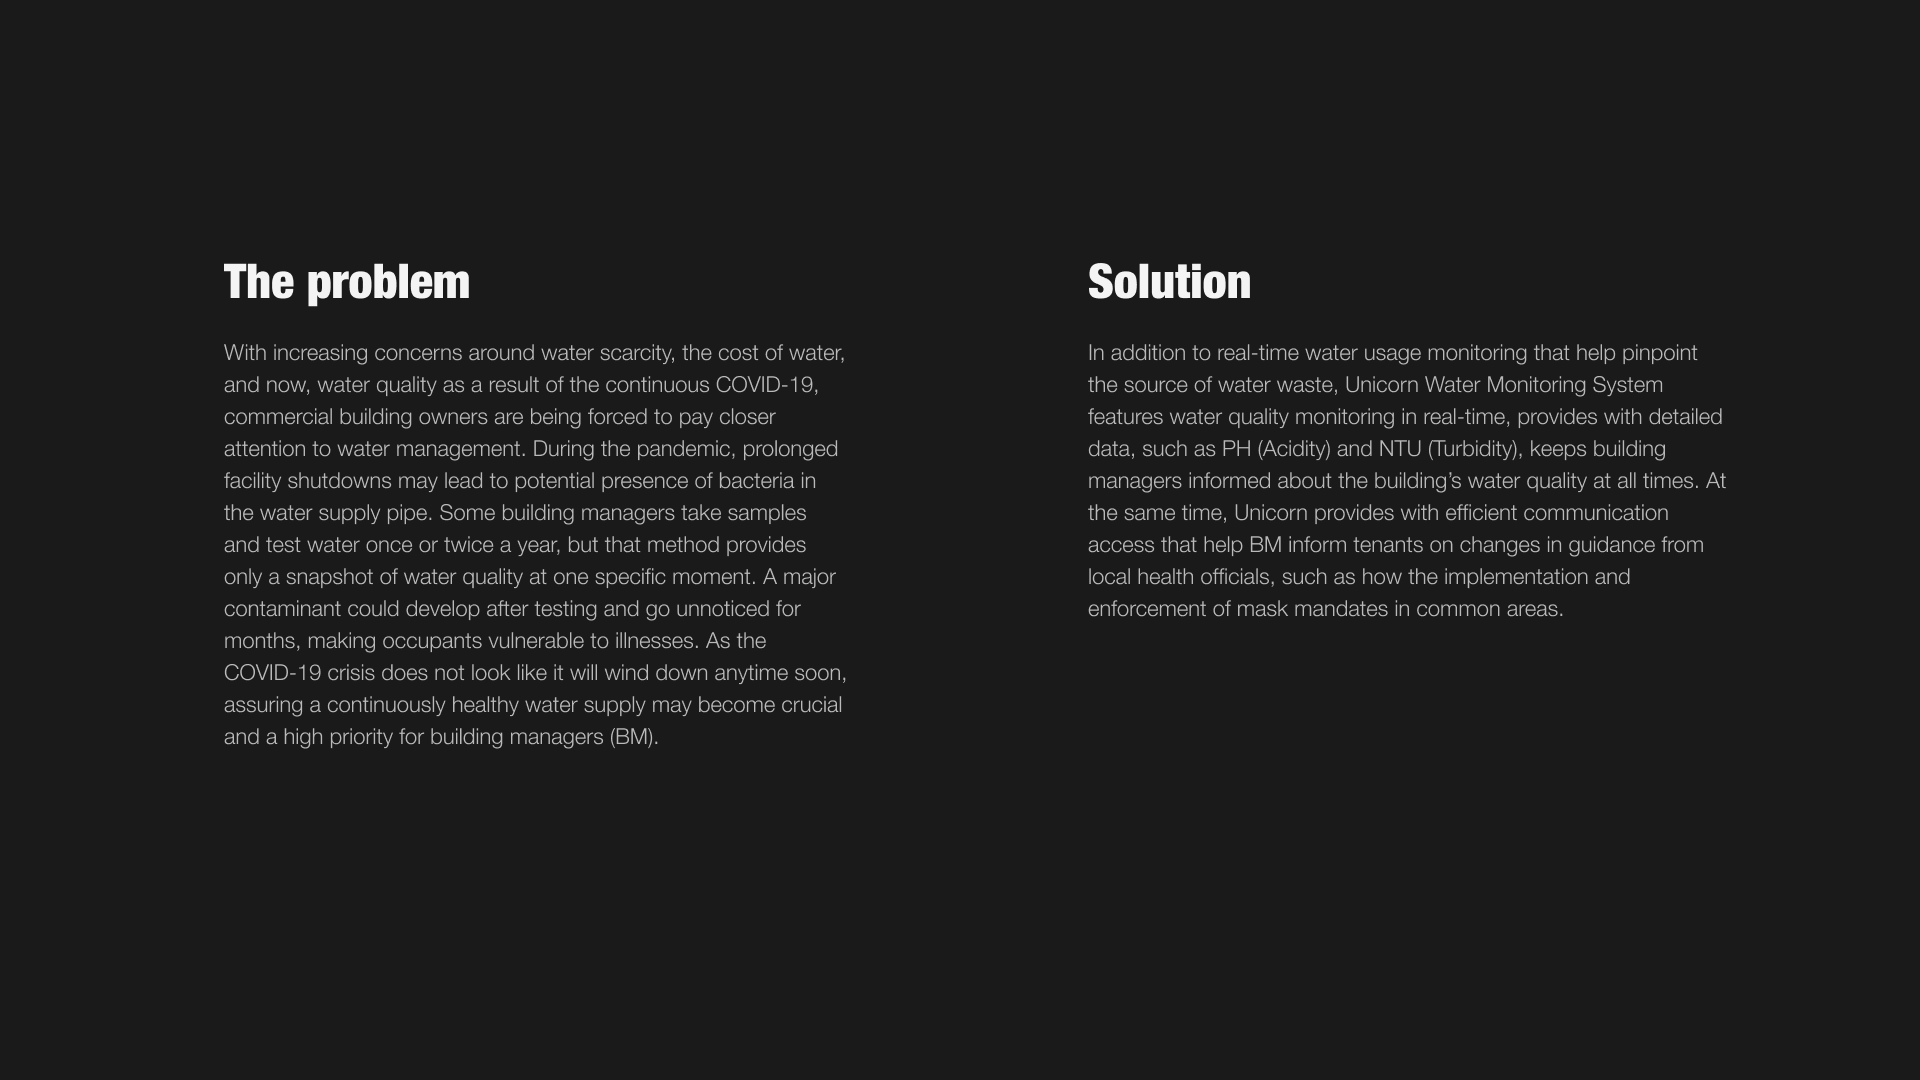 The problem
With increasing concerns around water scarcity, the cost of water,
and now, water quality as a result of the continuous COVID-19,
commercial building owners are being forced to pay closer
attention to water management. During the pandemic, prolonged
facility shutdowns may lead to potential presence of bacteria in
the water supply pipe. Some building managers take samples
and test water once or twice a year, but that method provides
only a snapshot of water quality at one specific moment. A major
contaminant could develop after testing and go unnoticed for
months, making occupants vulnerable to illnesses. As the
COVID-19 crisis does not look like it will wind down anytime soon,
assuring a continuously healthy water supply may become crucial
and a high priority for building managers (BM).
Solution
In addition to real-time water usage monitoring that help pinpoint
the source of water waste, Unicorn Water Monitoring System
features water quality monitoring in real-time, provides with detailed
data, such as PH (Acidity) and NTU (Turbidity), keeps building
managers informed about the building’s water quality at all times. At
the same time, Unicorn provides with efficient communication
access that help BM inform tenants on changes in guidance from
local health officials, such as how the implementation and
enforcement of mask mandates in common areas.